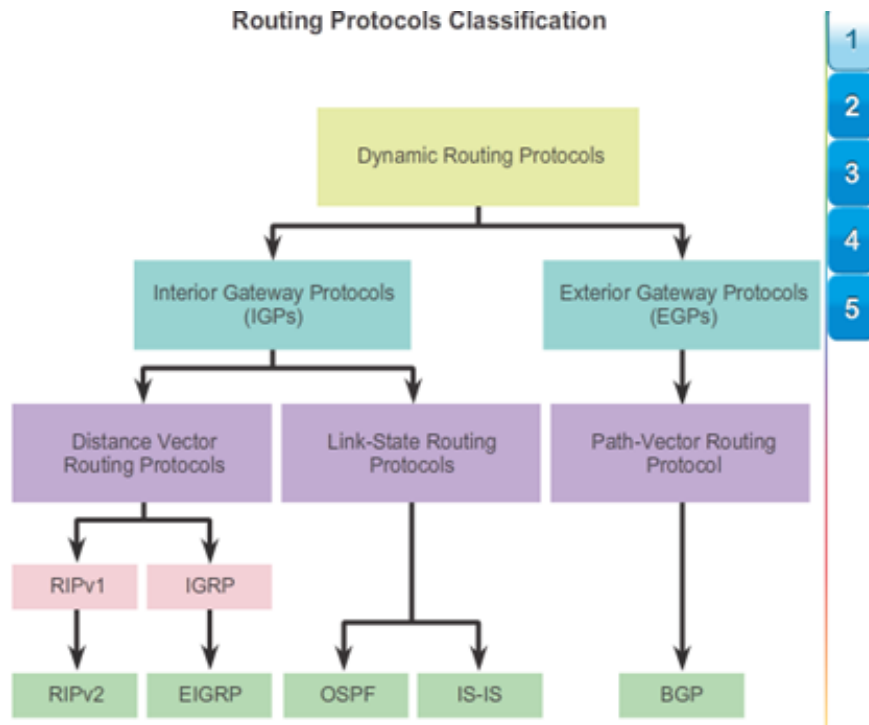 Routing Protocols Classification
1
2
3
4
5
Dynamic Routing Protocols
Interior Gateway Protocols
(IGPs)
Exterior Gateway Protocols
(EGPs)
Distance Vector
Routing Protocols
Link-State Routing
Protocols
Path-Vector Routing
Protocol
RIPv1
IGRP
RIPv2
EIGRP
OSPF
IS-IS
BGP